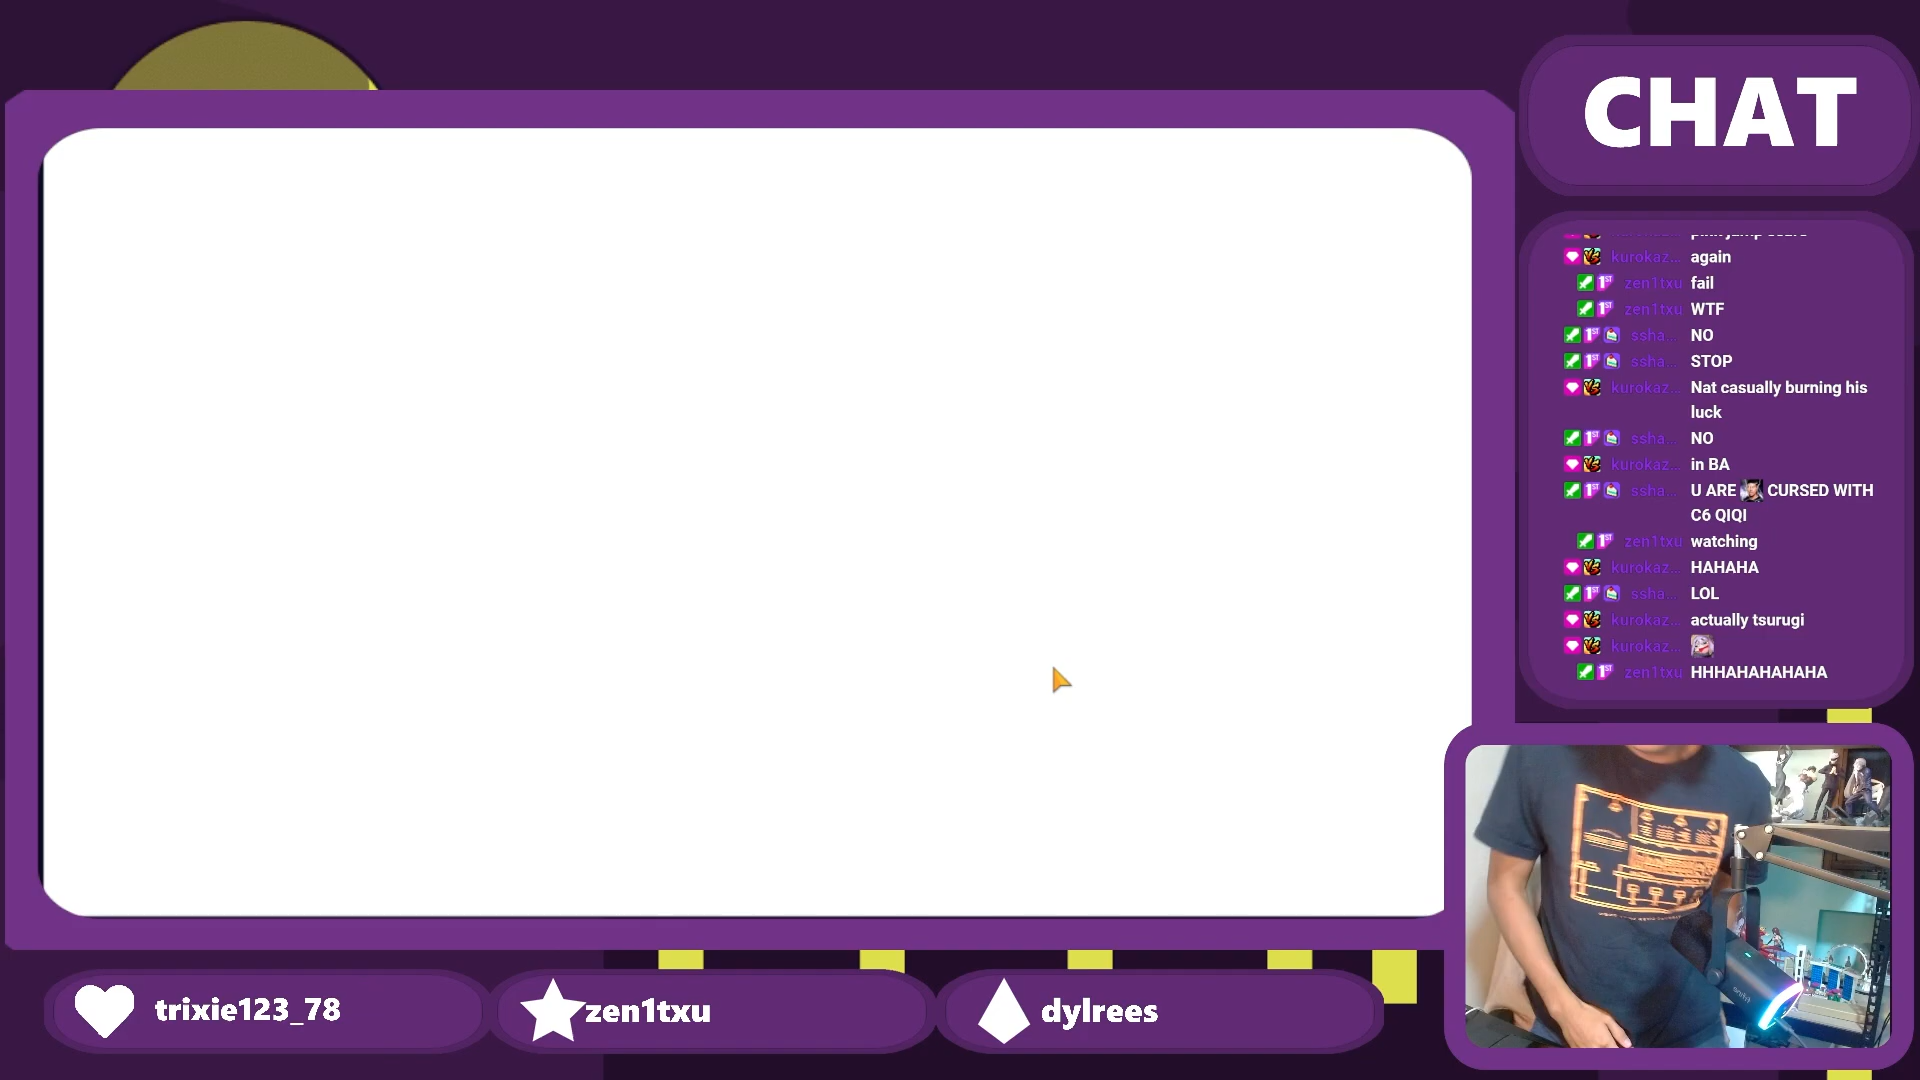 CHAT
kurokaz... again
zen1txu fail
zen1txu WTF
ssha... NO
ssha... STOP
kurokaz... Nat casually burning his
luck
ssha... NO
kurokaz... in BA
ssha... U ARE CURSED WITH
C6 QIQI
zen1txu watching
kurokaz... HAHAHA
ssha... LOL
kurokaz... actually tsurugi
kurokaz...
zen1txu HHHAHAHAHAHA
trixie123_78
zen1txu
dylrees